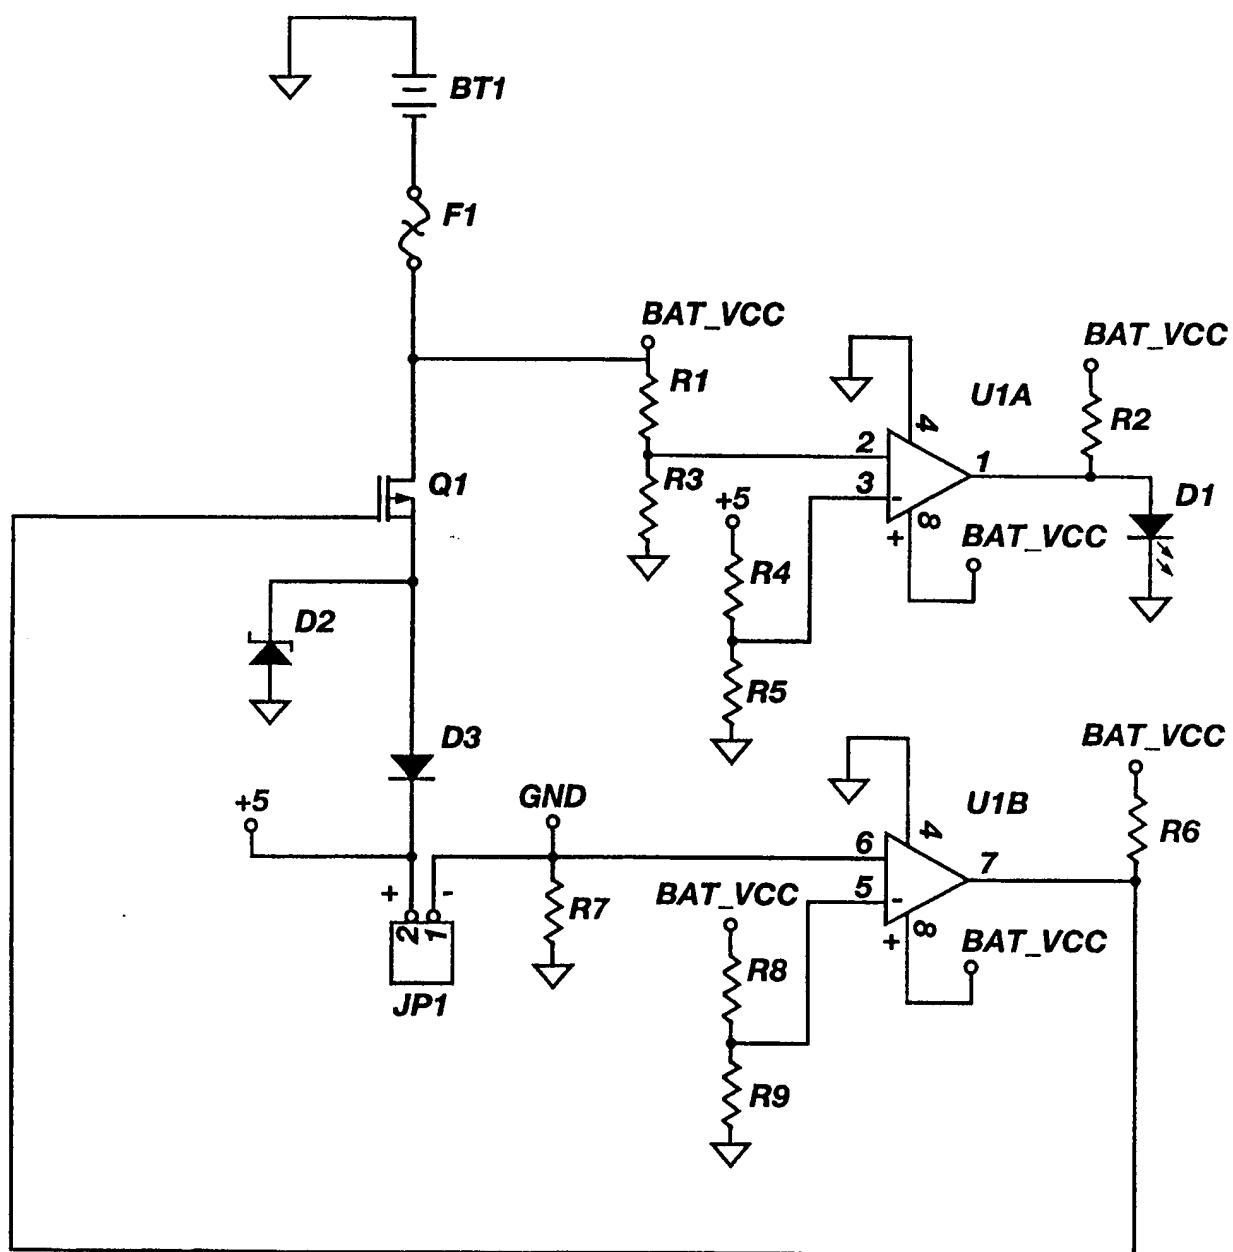 BT1
F1
BAT_VCC
BAT_VCC
R1
U1A
4
R2
2
1
Q1
R3
3
-
D1
+5
8
+
BAT_VCC
R4
D2
R5
D3
BAT_VCC
+5
GND
U1B
4
R6
6
7
+
-
BAT_VCC
5
-
R7
2
1
8
+
BAT_VCC
R8
JP1
R9